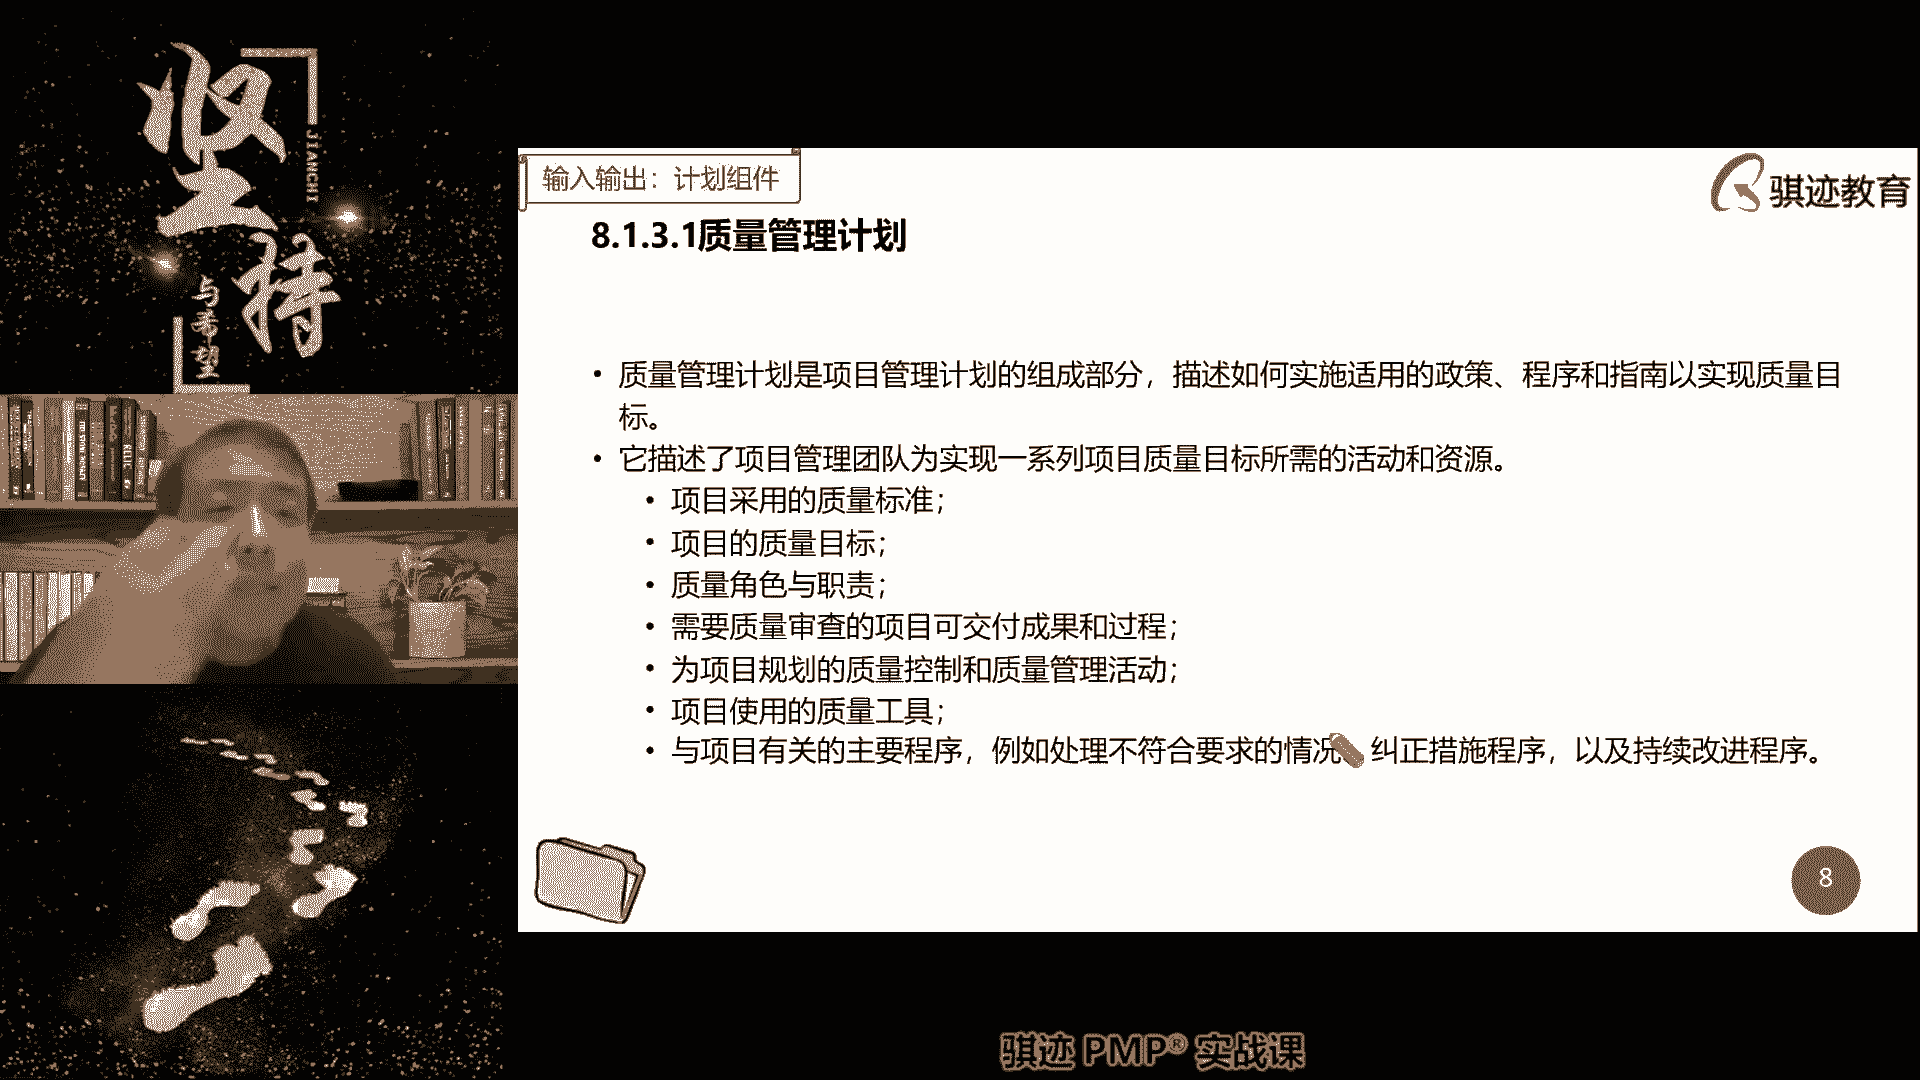 坚持
JIANCHI
与希望
输入输出：计划组件
骐迹教育
8.1.3.1质量管理计划
• 质量管理计划是项目管理计划的组成部分，描述如何实施适用的政策、程序和指南以实现质量目
标。
• 它描述了项目管理团队为实现一系列项目质量目标所需的活动和资源。
• 项目采用的质量标准；
• 项目的质量目标；
• 质量角色与职责；
• 需要质量审查的项目可交付成果和过程；
• 为项目规划的质量控制和质量管理活动；
• 项目使用的质量工具；
• 与项目有关的主要程序，例如处理不符合要求的情况 纠正措施程序，以及持续改进程序。
8
骐迹 PMP® 实战课